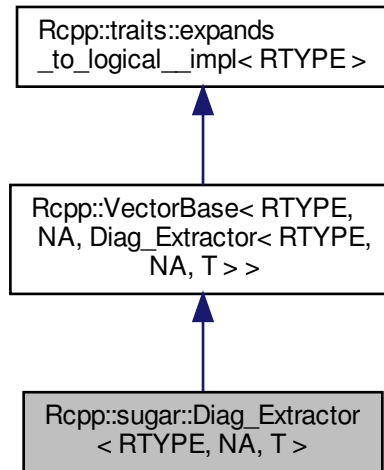 Rcpp::traits::expands
_to_logical__impl< RTYPE >
Rcpp::VectorBase< RTYPE,
NA, Diag_Extractor< RTYPE,
NA, T > >
Rcpp::sugar::Diag_Extractor
< RTYPE, NA, T >